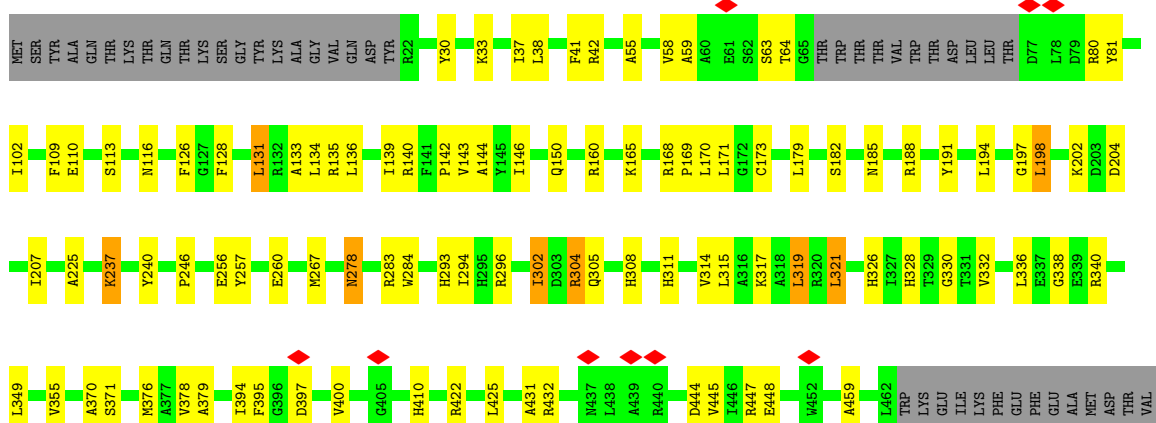 MET SER TYR ALA GLN THR LYS THR GLN THR LYS SER GLY TYR LYS ALA GLY VAL GLN ASP TYR R22 Y30 K33 I37 L38 F41 R42 A55 V58 A59 A60 E61 S62 S63 T64 G65 THR TRP THR THR VAL TRP THR ASP LEU LEU THR D77 L78 D79 R80 Y81
I102 F109 E110 S113 N116 F126 G127 F128 L131 R132 A133 L134 R135 L136 I139 R140 F141 P142 V143 A144 Y145 I146 Q150 R160 K165 R168 P169 L170 L171 G172 C173 L179 S182 N185 R188 Y191 L194 G197 L198 K202 D203 D204
I207 A225 K237 Y240 P246 E256 Y257 E260 M267 N278 R283 W284 H293 I294 H295 R296 I302 D303 R304 Q305 H308 H311 V314 L315 A316 K317 A318 L319 R320 L321 H326 I327 H328 T329 G330 T331 V332 L336 E337 G338 E339 R340
L349 V355 A370 S371 M376 A377 V378 A379 I394 F395 G396 D397 V400 G405 H410 R422 L425 A431 R432 N437 L438 A439 R440 D444 V445 I446 R447 E448 W452 A459 L462 TRP LYS GLU ILE LYS PHE GLU PHE GLU ALA MET ASP THR VAL